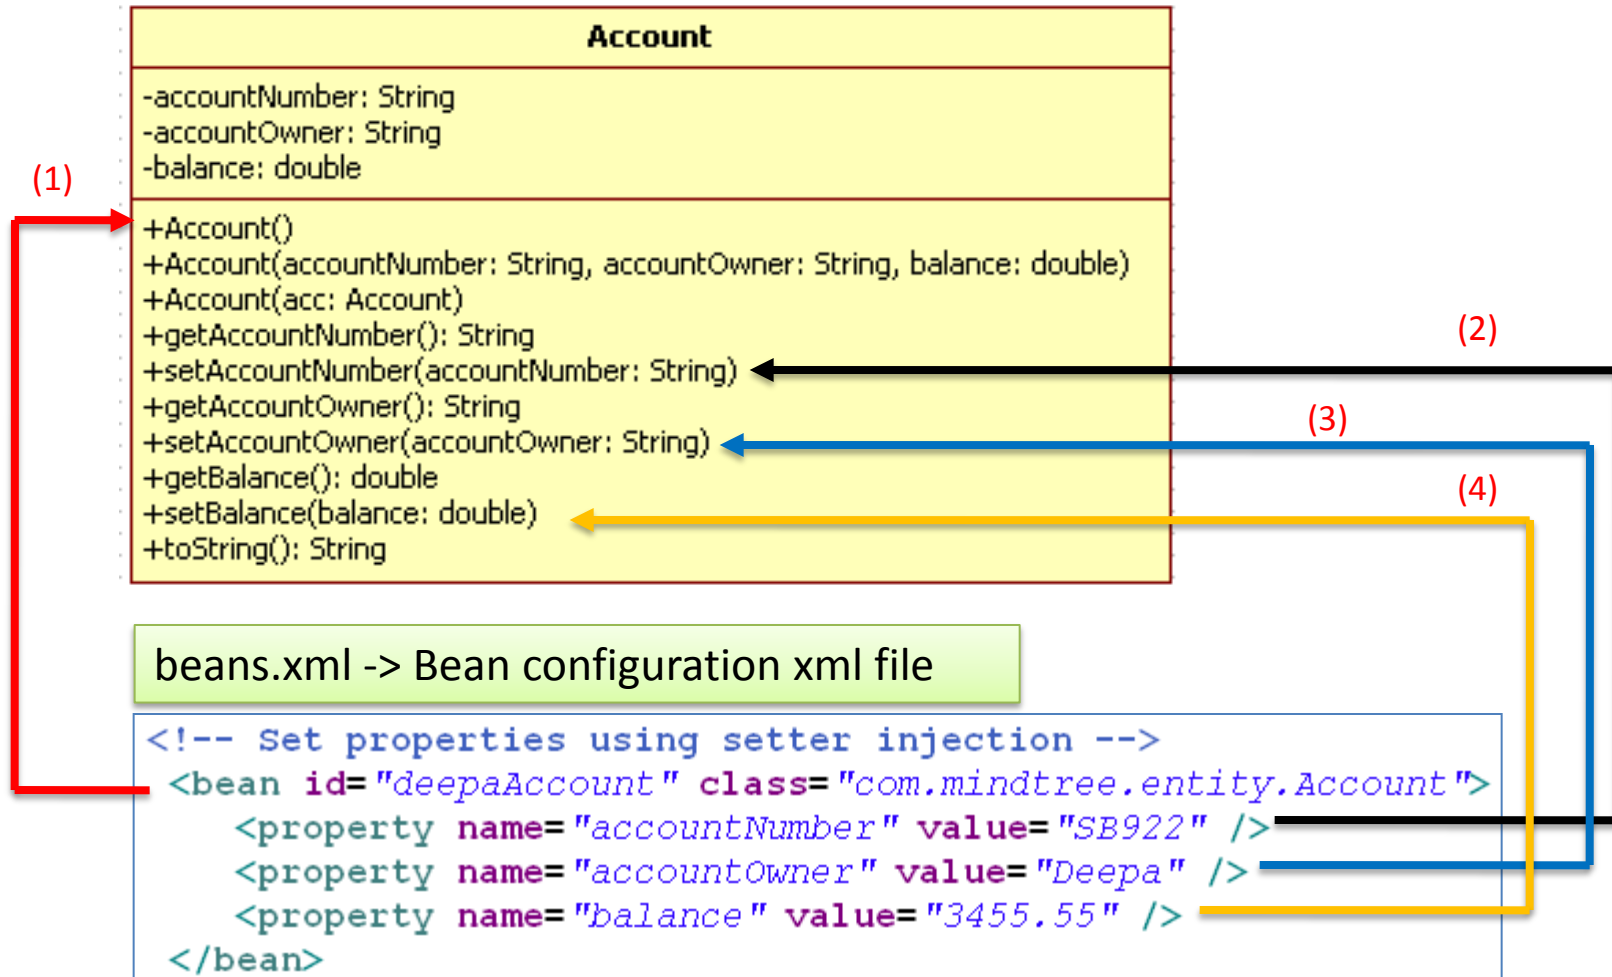 Account
-accountNumber: String
-accountOwner: String
-balance: double
(1)
+Account()
+Account(accountNumber: String, accountOwner: String, balance: double)
+Account(acc: Account)
+getAccountNumber(): String
(2)
+setAccountNumber(accountNumber: String)
+getAccountOwner(): String
(3)
+setAccountOwner(accountOwner: String)
+getBalance(): double
(4)
+setBalance(balance: double)
+toString(): String
beans.xml -> Bean configuration xml file
<!-- Set properties using setter injection -->
<bean id="deepaAccount" class="com.mindtree.entity.Account">
<property name="accountNumber" value="SB922" />
<property name="accountOwner" value="Deepa" />
<property name="balance" value="3455.55" />
</bean>